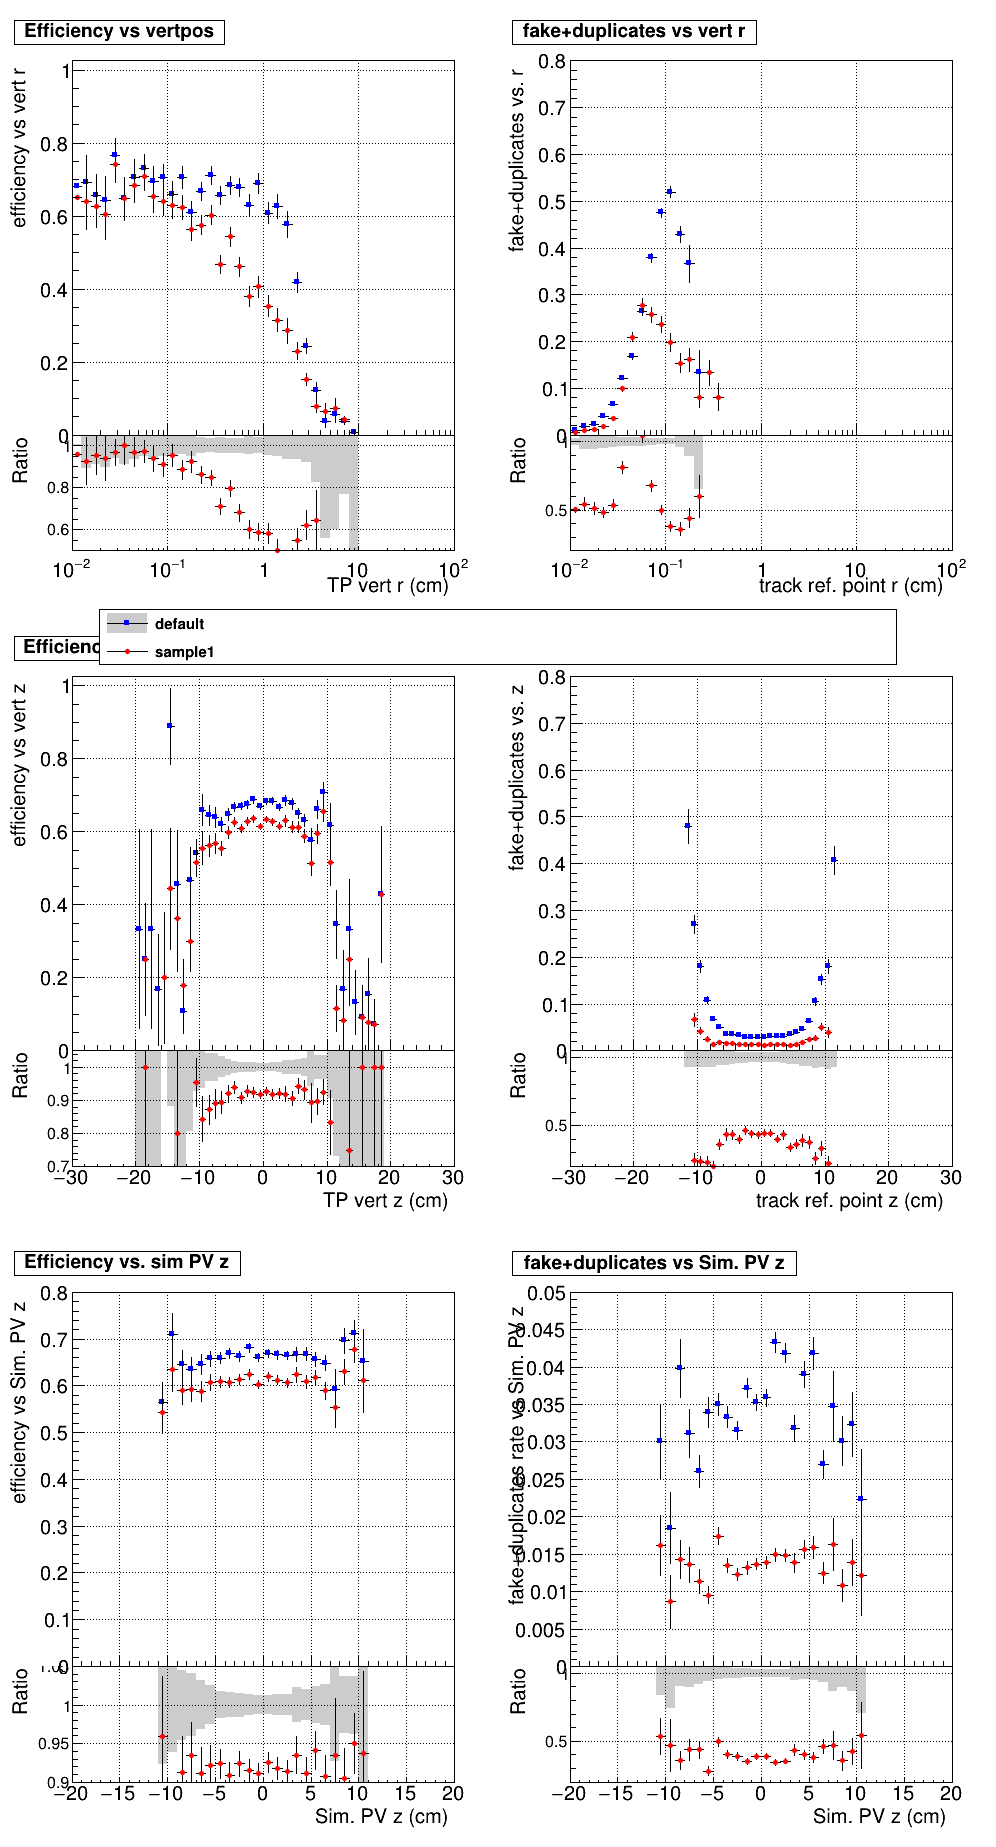 Efficiency vs vertpos
fake+duplicates vs vert r
efficiency vs vert r
1
0.8
0.6
0.4
0.2
0
Ratio
0.8
0.6
10⁻² 10⁻¹ 1 10 10²
TP vert r (cm)
fake+duplicates vs. r
0.8
0.7
0.6
0.5
0.4
0.3
0.2
0.1
0
Ratio
1
0.5
10⁻² 10⁻¹ 1 10 10²
track ref. point r (cm)
default
sample1
Efficienc
efficiency vs vert z
1
0.8
0.6
0.4
0.2
0
Ratio
1
0.9
0.8
0.7
−30 −20 −10 0 10 20 30
TP vert z (cm)
fake+duplicates vs. z
0.8
0.7
0.6
0.5
0.4
0.3
0.2
0.1
0
Ratio
1
0.5
−30 −20 −10 0 10 20 30
track ref. point z (cm)
Efficiency vs. sim PV z
fake+duplicates vs Sim. PV z
efficiency vs Sim. PV z
0.8
0.7
0.6
0.5
0.4
0.3
0.2
0.1
0
Ratio
1
0.95
0.9
−20 −15 −10 −5 0 5 10 15 20
Sim. PV z (cm)
fake+duplicates rate vs Sim. PV z
0.05
0.045
0.04
0.035
0.03
0.025
0.02
0.015
0.01
0.005
0
Ratio
1
0.5
−20 −15 −10 −5 0 5 10 15 20
Sim. PV z (cm)